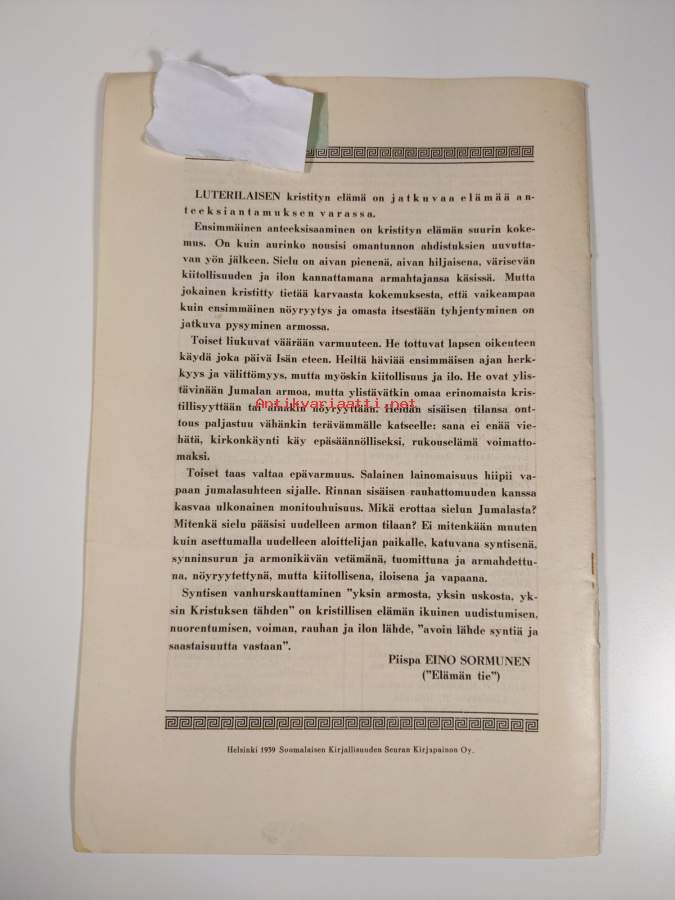 LUTERILAISEN kristityn elämä on jatkuvaa elämää an-
teeksiantamuksen varassa.
Ensimmäinen anteeksisaaminen on kristityn elämän suurin koke-
mus. On kuin aurinko nousisi omantunnon ahdistuksien uuvutta-
van yön jälkeen. Sielu on aivan pienenä, aivan hiljaisena, värisevän
kiitollisuuden ja ilon kannattamana armahtajansa käsissä. Mutta
jokainen kristitty tietää karvaasta kokemuksesta, että vaikeampaa
kuin ensimmäinen nöyryytys ja omasta itsestään tyhjentyminen on
jatkuva pysyminen armossa.
Toiset liukuvat väärään varmuuteen. He tottuvat lapsen oikeuteen
käydä joka päivä Isän eteen. Heiltä häviää ensimmäisen ajan herk-
kyys ja välittömyys, mutta myöskin kiitollisuus ja ilo. He ovat ylis-
tävinään Jumalan armoa, mutta ylistävätkin omaa erinomaista kris-
Antikvariaatti.net
tillisyyttään tai ainakin nöyryyttään. Heidän sisäisen tilansa ont-
tous paljastuu vähänkin terävämmälle katseelle: sana ei enää vie-
hätä, kirkonkäynti käy epäsäännölliseksi, rukouselämä voimatto-
maksi.
Toiset taas valtaa epävarmuus. Salainen lainomaisuus hiipii va-
paan jumalasuhteen sijalle. Rinnan sisäisen rauhattomuuden kanssa
kasvaa ulkonainen monitouhuisuus. Mikä erottaa sielun Jumalasta?
Mitenkä sielu pääsisi uudelleen armon tilaan? Ei mitenkään muuten
kuin asettumalla uudelleen aloittelijan paikalle, katuvana syntisenä,
synninsurun ja armonikävän vetämänä, tuomittuna ja armahdettu-
na, nöyryytettynä, mutta kiitollisena, iloisena ja vapaana.
Syntisen vanhurskauttaminen ”yksin armosta, yksin uskosta, yk-
sin Kristuksen tähden” on kristillisen elämän ikuinen uudistumisen,
nuorentumisen, voiman, rauhan ja ilon lähde, ”avoin lähde syntiä ja
saastaisuutta vastaan”.
Piispa EINO SORMUNEN
(”Elämän tie”)
Helsinki 1939 Suomalaisen Kirjallisuuden Seuran Kirjapainon Oy.